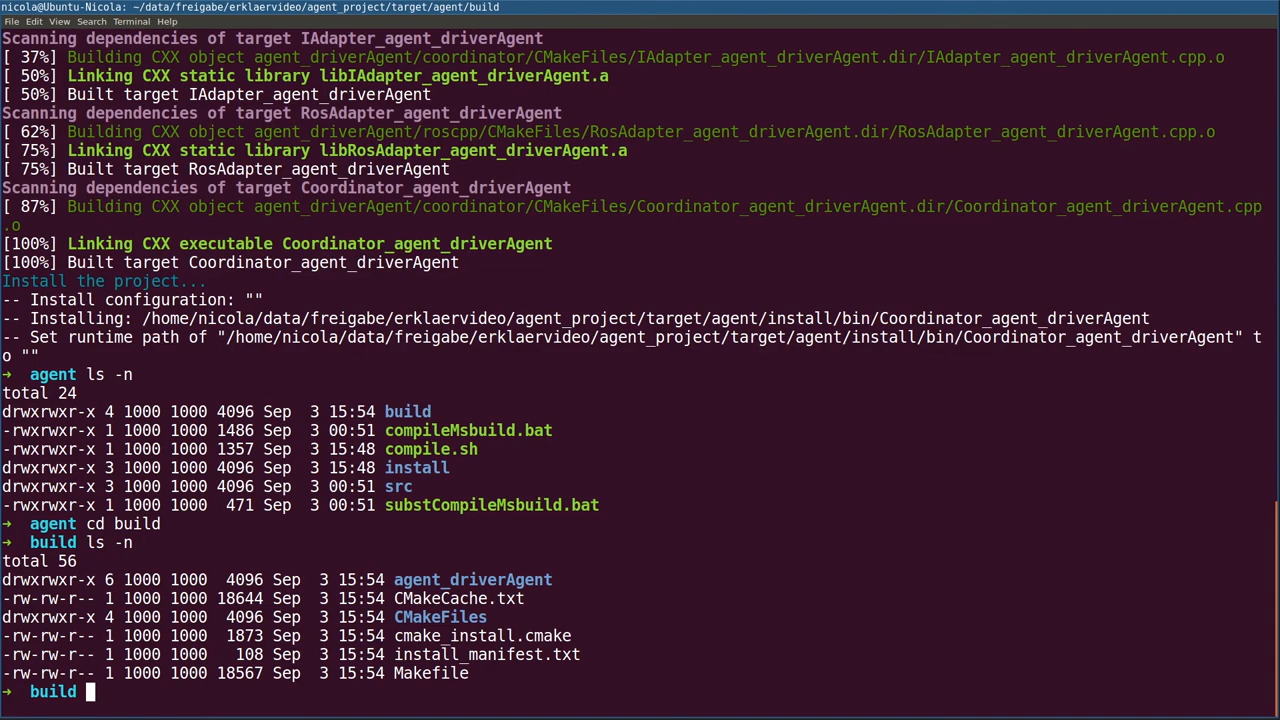 nicola@Ubuntu-Nicola: ~/data/freigabe/erklaervideo/agent_project/target/agent/build
File Edit View Search Terminal Help
Scanning dependencies of target IAdapter_agent_driverAgent
[ 37%] Building CXX object agent_driverAgent/coordinator/CMakeFiles/IAdapter_agent_driverAgent.dir/IAdapter_agent_driverAgent.cpp.o
[ 50%] Linking CXX static library libIAdapter_agent_driverAgent.a
[ 50%] Built target IAdapter_agent_driverAgent
Scanning dependencies of target RosAdapter_agent_driverAgent
[ 62%] Building CXX object agent_driverAgent/roscpp/CMakeFiles/RosAdapter_agent_driverAgent.dir/RosAdapter_agent_driverAgent.cpp.o
[ 75%] Linking CXX static library libRosAdapter_agent_driverAgent.a
[ 75%] Built target RosAdapter_agent_driverAgent
Scanning dependencies of target Coordinator_agent_driverAgent
[ 87%] Building CXX object agent_driverAgent/coordinator/CMakeFiles/Coordinator_agent_driverAgent.dir/Coordinator_agent_driverAgent.cpp
.o
[100%] Linking CXX executable Coordinator_agent_driverAgent
[100%] Built target Coordinator_agent_driverAgent
Install the project...
-- Install configuration: ""
-- Installing: /home/nicola/data/freigabe/erklaervideo/agent_project/target/agent/install/bin/Coordinator_agent_driverAgent
-- Set runtime path of "/home/nicola/data/freigabe/erklaervideo/agent_project/target/agent/install/bin/Coordinator_agent_driverAgent" t
o ""
➜  agent ls -n
total 24
drwxrwxr-x 4 1000 1000 4096 Sep  3 15:54 build
-rwxrwxr-x 1 1000 1000 1486 Sep  3 00:51 compileMsbuild.bat
-rwxrwxr-x 1 1000 1000 1357 Sep  3 15:48 compile.sh
drwxrwxr-x 3 1000 1000 4096 Sep  3 15:48 install
drwxrwxr-x 3 1000 1000 4096 Sep  3 00:51 src
-rwxrwxr-x 1 1000 1000  471 Sep  3 00:51 substCompileMsbuild.bat
➜  agent cd build
➜  build ls -n
total 56
drwxrwxr-x 6 1000 1000  4096 Sep  3 15:54 agent_driverAgent
-rw-rw-r-- 1 1000 1000 18644 Sep  3 15:54 CMakeCache.txt
drwxrwxr-x 4 1000 1000  4096 Sep  3 15:54 CMakeFiles
-rw-rw-r-- 1 1000 1000  1873 Sep  3 15:54 cmake_install.cmake
-rw-rw-r-- 1 1000 1000   108 Sep  3 15:54 install_manifest.txt
-rw-rw-r-- 1 1000 1000 18567 Sep  3 15:54 Makefile
➜  build